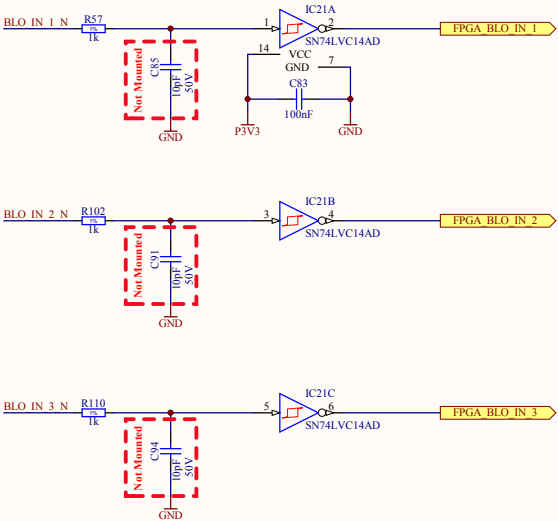 IC21A
BLO_IN_1_N R57 1 2 FPGA_BLO_IN_1
1%
1k
SN74LVC14AD
Not Mounted
C85
10pF
50V
14 VCC
GND 7
C83
100nF
GND P3V3 GND
IC21B
BLO_IN_2_N R102 3 4 FPGA_BLO_IN_2
1%
1k
SN74LVC14AD
Not Mounted
C91
10pF
50V
GND
IC21C
BLO_IN_3_N R110 5 6 FPGA_BLO_IN_3
1%
1k
SN74LVC14AD
Not Mounted
C94
10pF
50V
GND